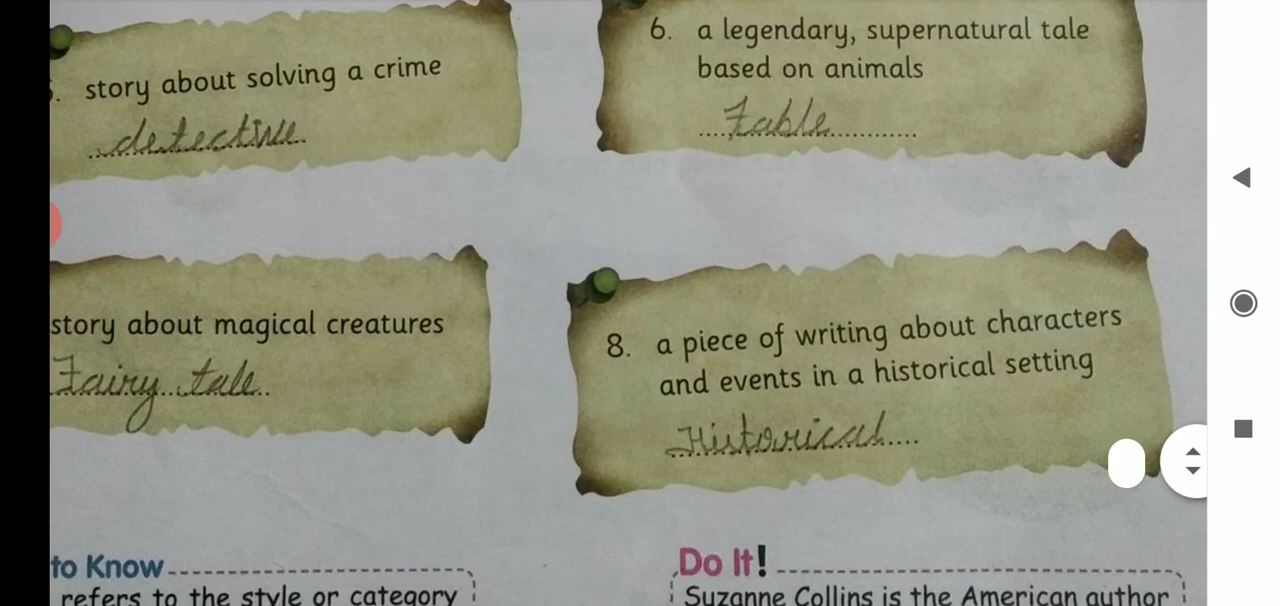 story about solving a crime
detective
6. a legendary, supernatural tale
based on animals
Fable
story about magical creatures
Fairy tale
8. a piece of writing about characters
and events in a historical setting
Historical
to Know
refers to the style or category
Do It!
Suzanne Collins is the American author